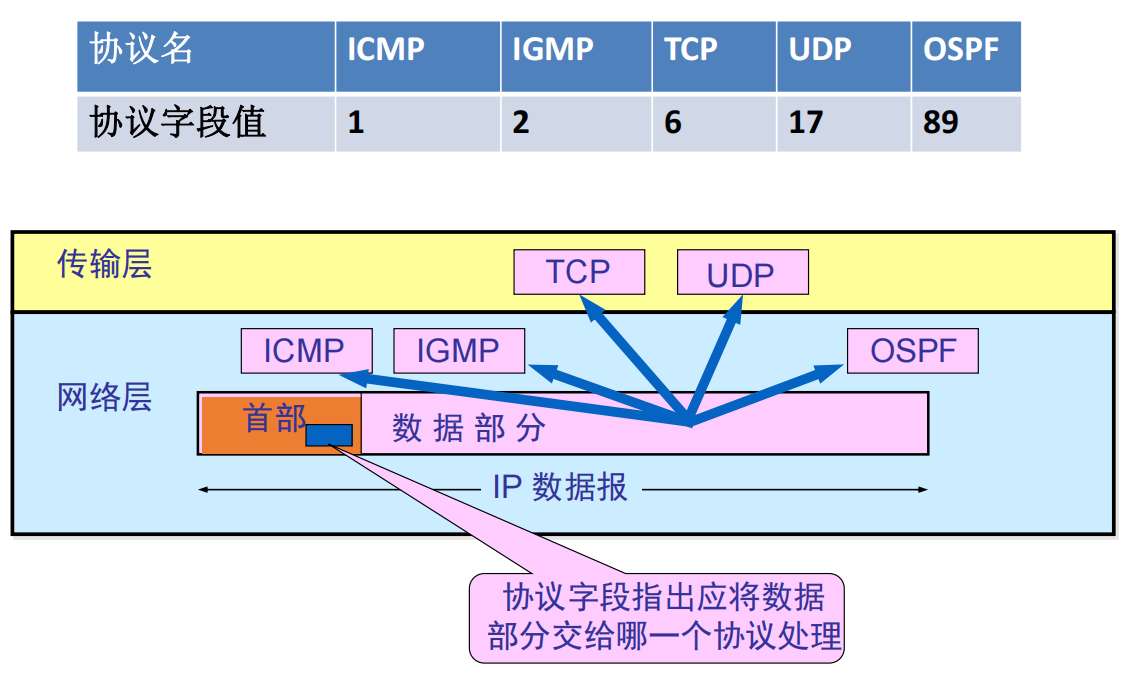 协议名 ICMP IGMP TCP UDP OSPF
协议字段值 1 2 6 17 89
传输层
TCP UDP
ICMP IGMP OSPF
网络层
首部 数据部分
IP 数据报
协议字段指出应将数据
部分交给哪一个协议处理